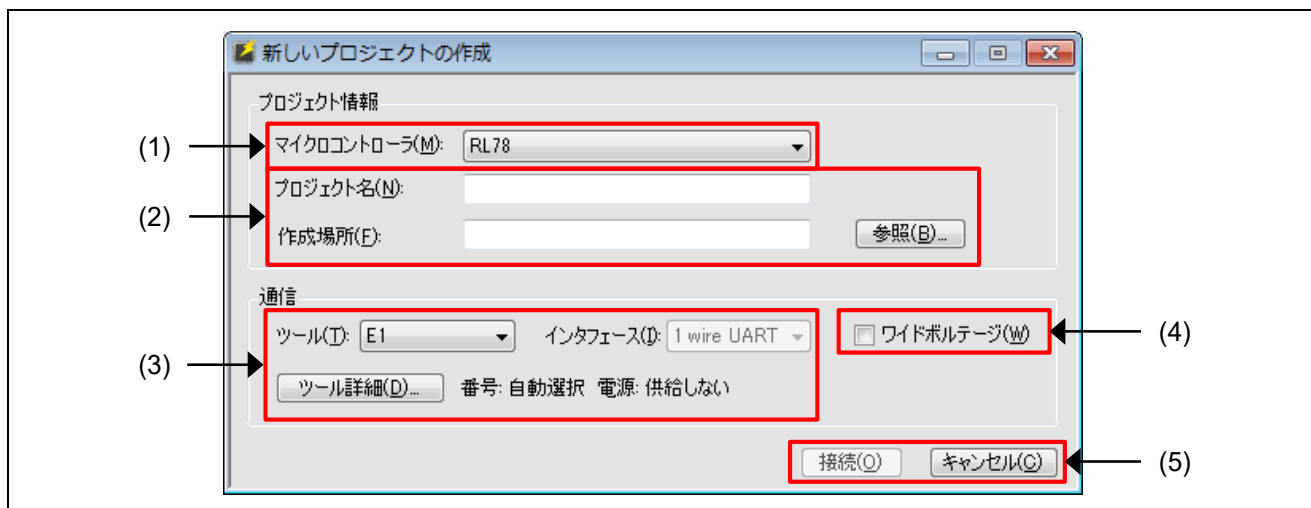 新しいプロジェクトの作成
プロジェクト情報
(1) マイクロコントローラ(M): RL78
(2) プロジェクト名(N):
作成場所(F): 参照(B)...
通信
(3) ツール(T): E1 インタフェース(I): 1 wire UART ワイドボルテージ(W) (4)
ツール詳細(D)... 番号: 自動選択 電源: 供給しない
接続(O) キャンセル(C) (5)